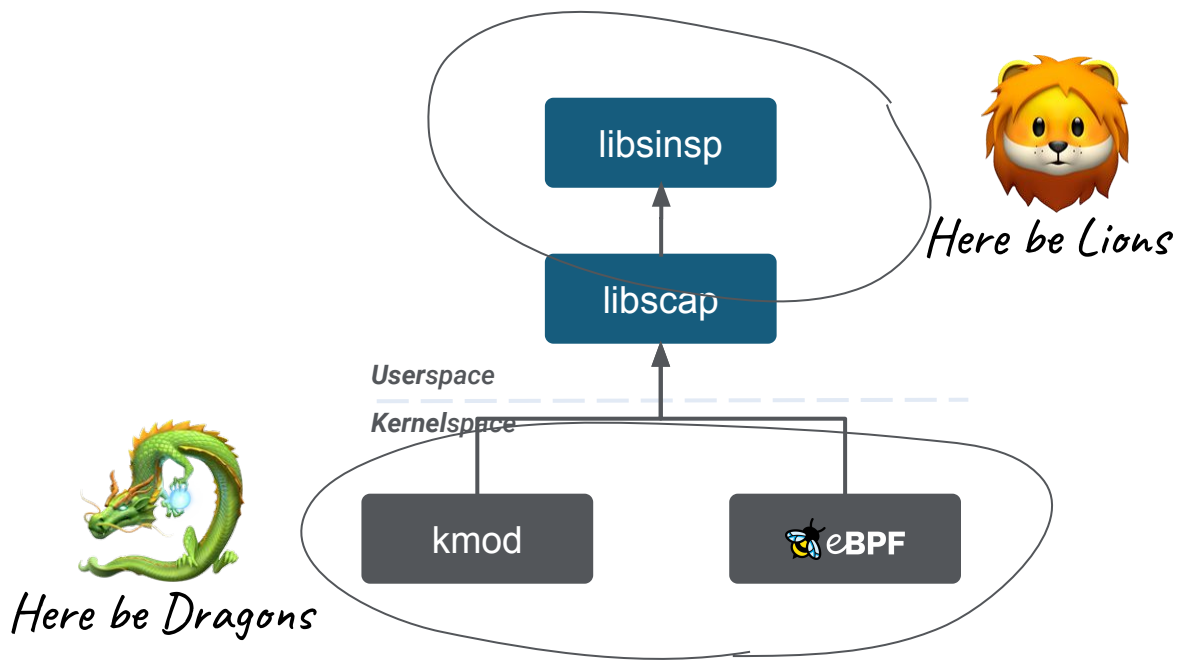 libsinsp
Here be Lions
libscap
Userspace
Kernelspace
kmod
eBPF
Here be Dragons